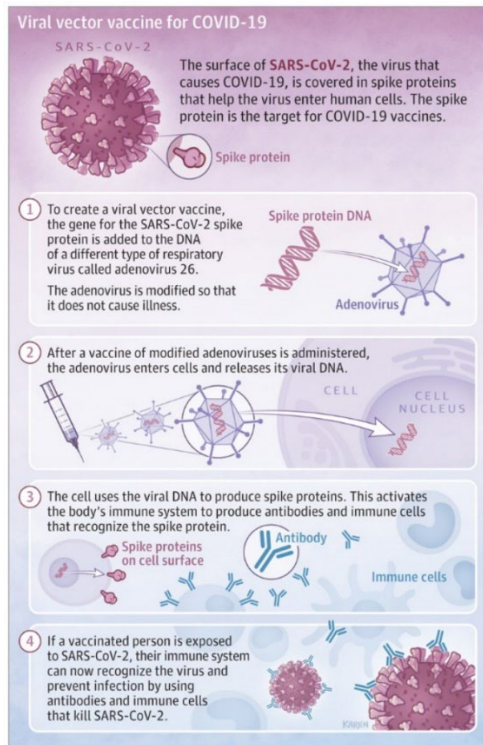 Viral vector vaccine for COVID-19
SARS-CoV-2
The surface of SARS-CoV-2, the virus that
causes COVID-19, is covered in spike proteins
that help the virus enter human cells. The spike
protein is the target for COVID-19 vaccines.
Spike protein
1 To create a viral vector vaccine,
the gene for the SARS-CoV-2 spike
protein is added to the DNA
of a different type of respiratory
virus called adenovirus 26.
The adenovirus is modified so that
it does not cause illness.
Spike protein DNA
Adenovirus
2 After a vaccine of modified adenoviruses is administered,
the adenovirus enters cells and releases its viral DNA.
CELL
CELL
NUCLEUS
3 The cell uses the viral DNA to produce spike proteins. This activates
the body's immune system to produce antibodies and immune cells
that recognize the spike protein.
Spike proteins
on cell surface
Antibody
Immune cells
4 If a vaccinated person is exposed
to SARS-CoV-2, their immune system
can now recognize the virus and
prevent infection by using
antibodies and immune cells
that kill SARS-CoV-2.